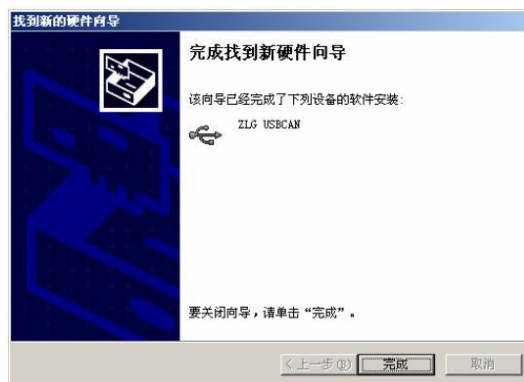 找到新的硬件向导
完成找到新硬件向导
该向导已经完成了下列设备的软件安装:
ZLG USBCAN
要关闭向导，请单击“完成”。
< 上一步(B)
完成
取消